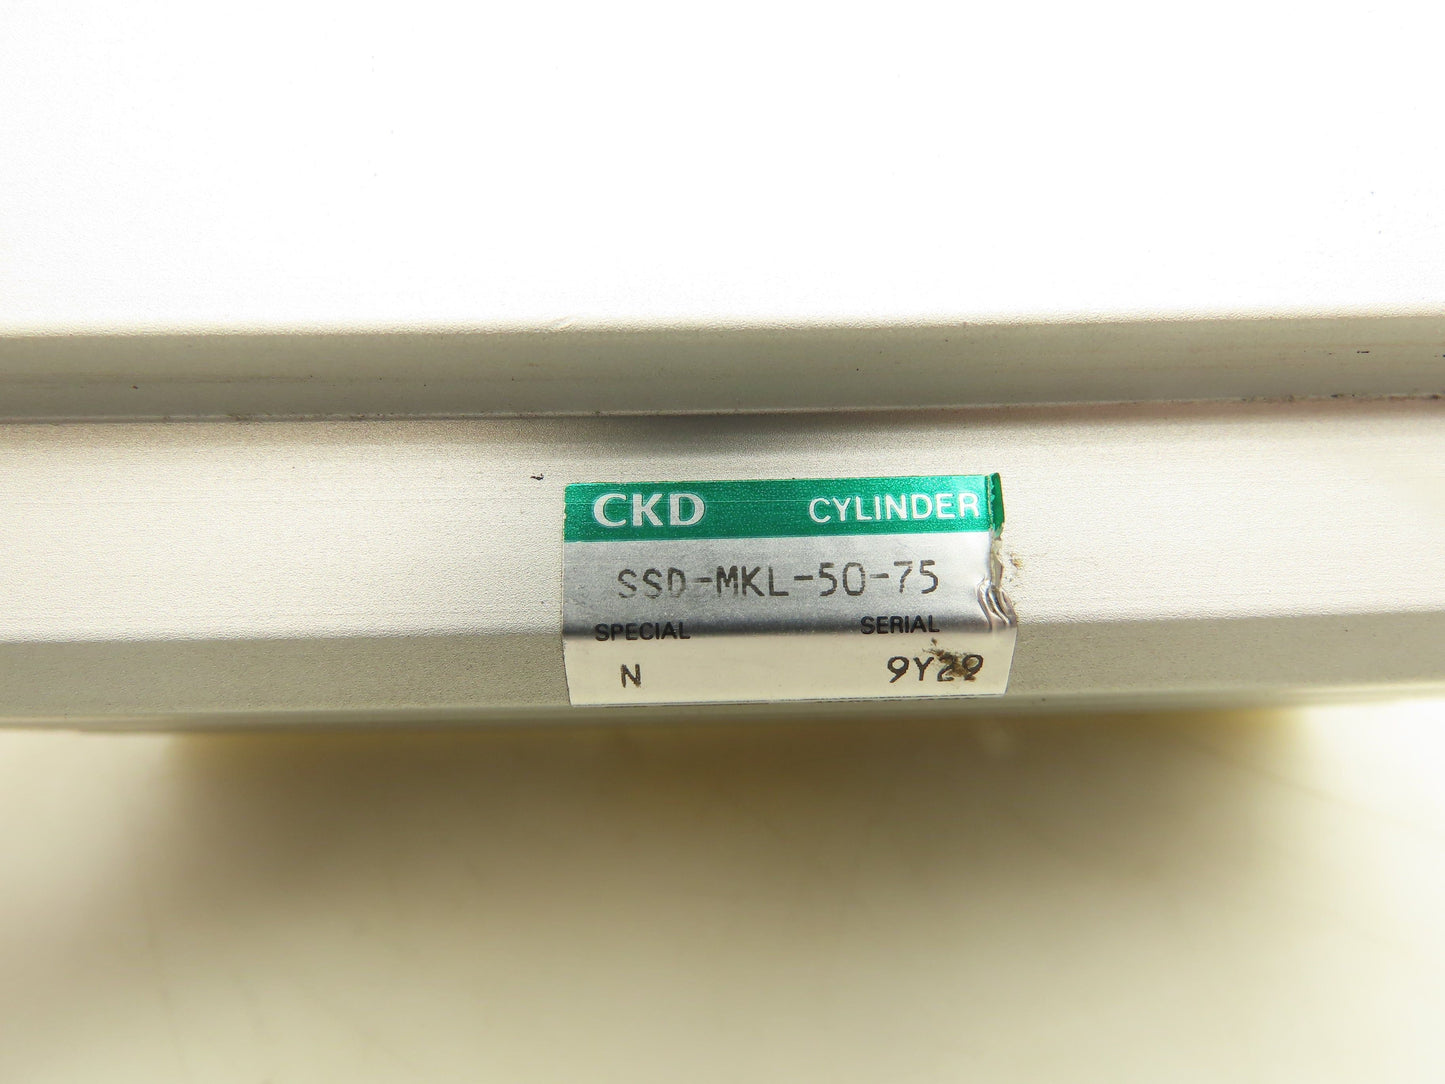 CKD CYLINDER
SSD-MKL-50-75
SPECIAL SERIAL
N 9Y29